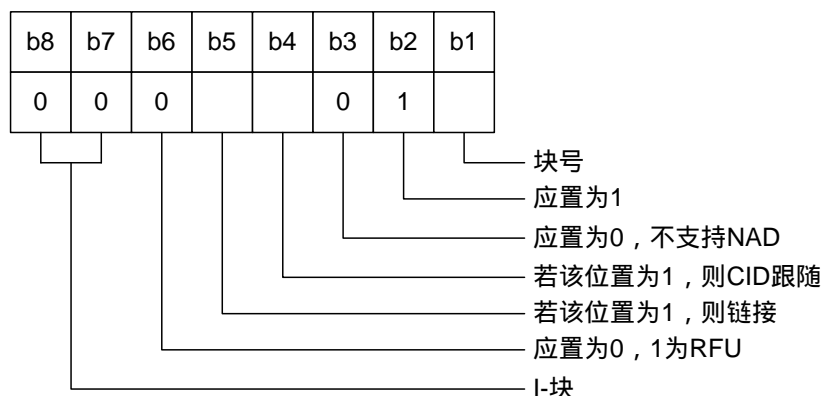 b8 b7 b6 b5 b4 b3 b2 b1
0 0 0 0 1
块号
应置为1
应置为0，不支持NAD
若该位置为1，则CID跟随
若该位置为1，则链接
应置为0，1为RFU
I-块